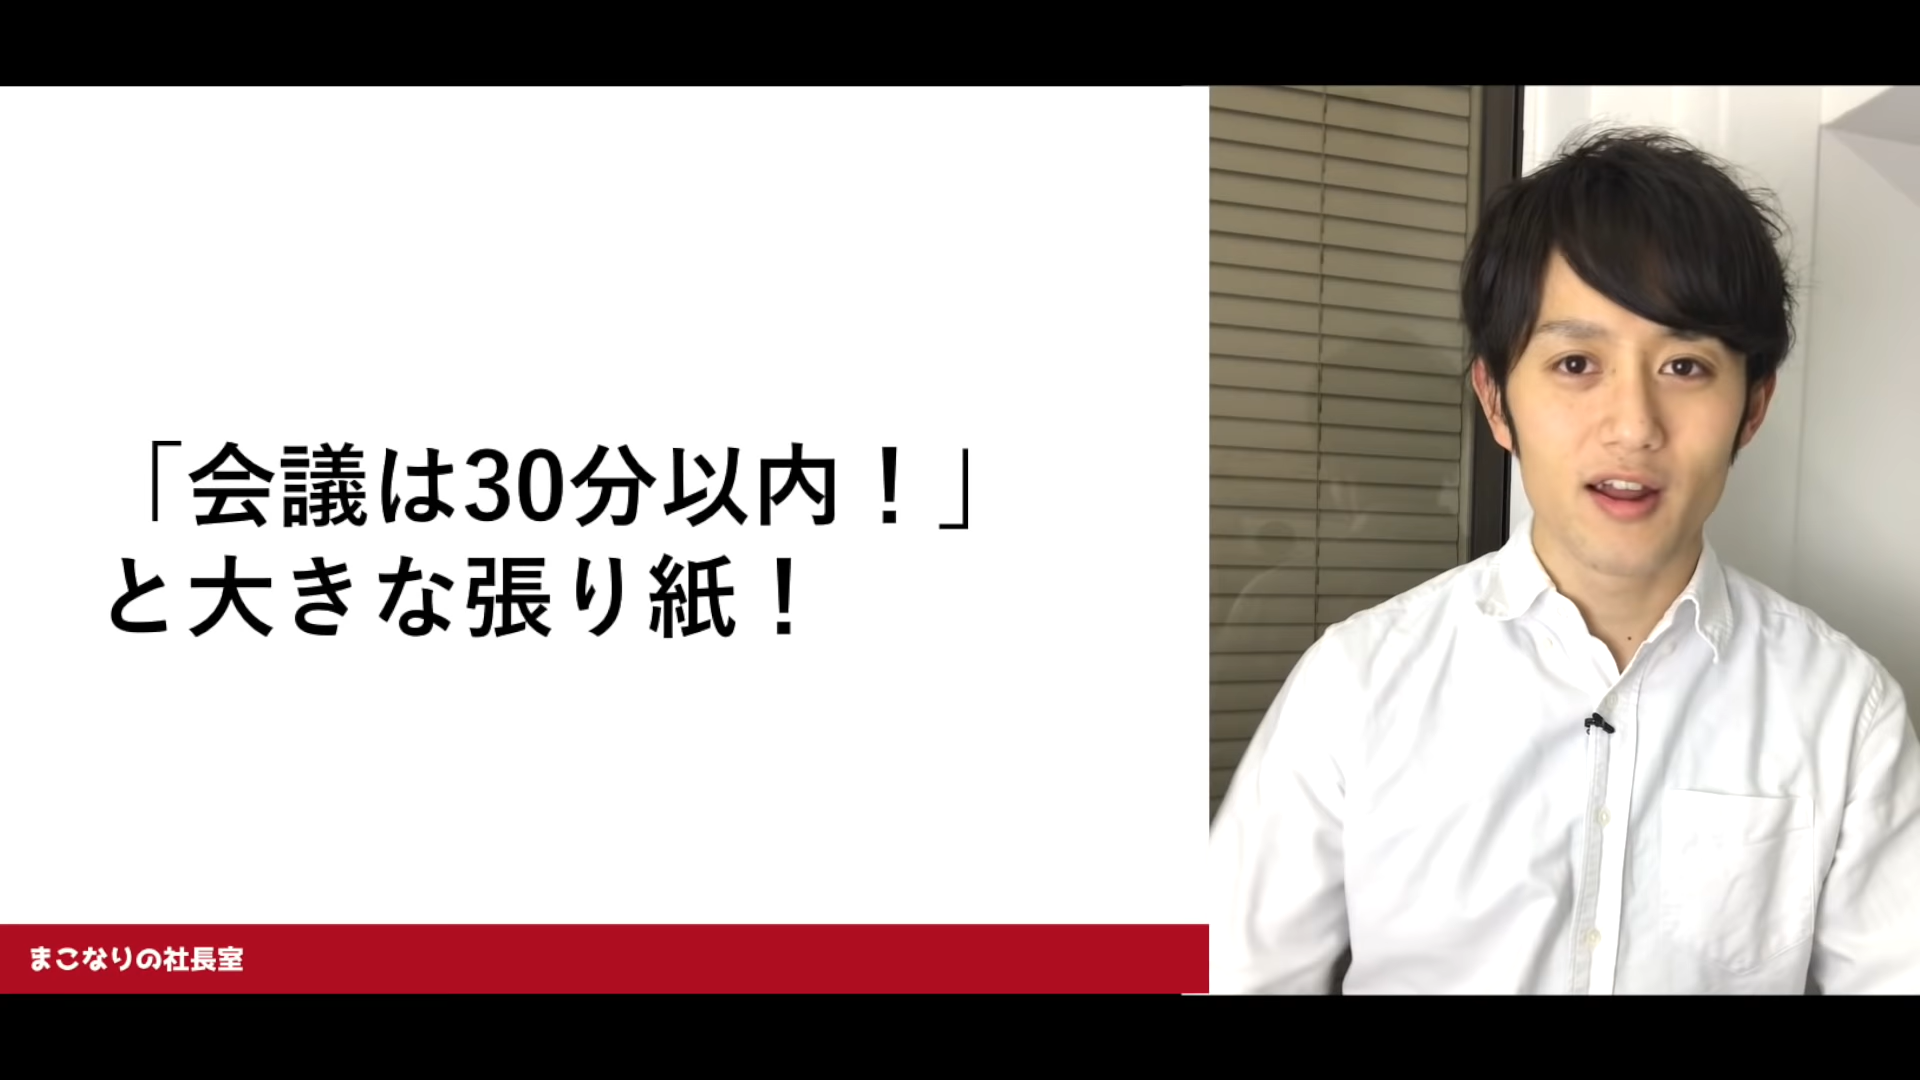 「会議は30分以内！」
と大きな張り紙！
まこなりの社長室